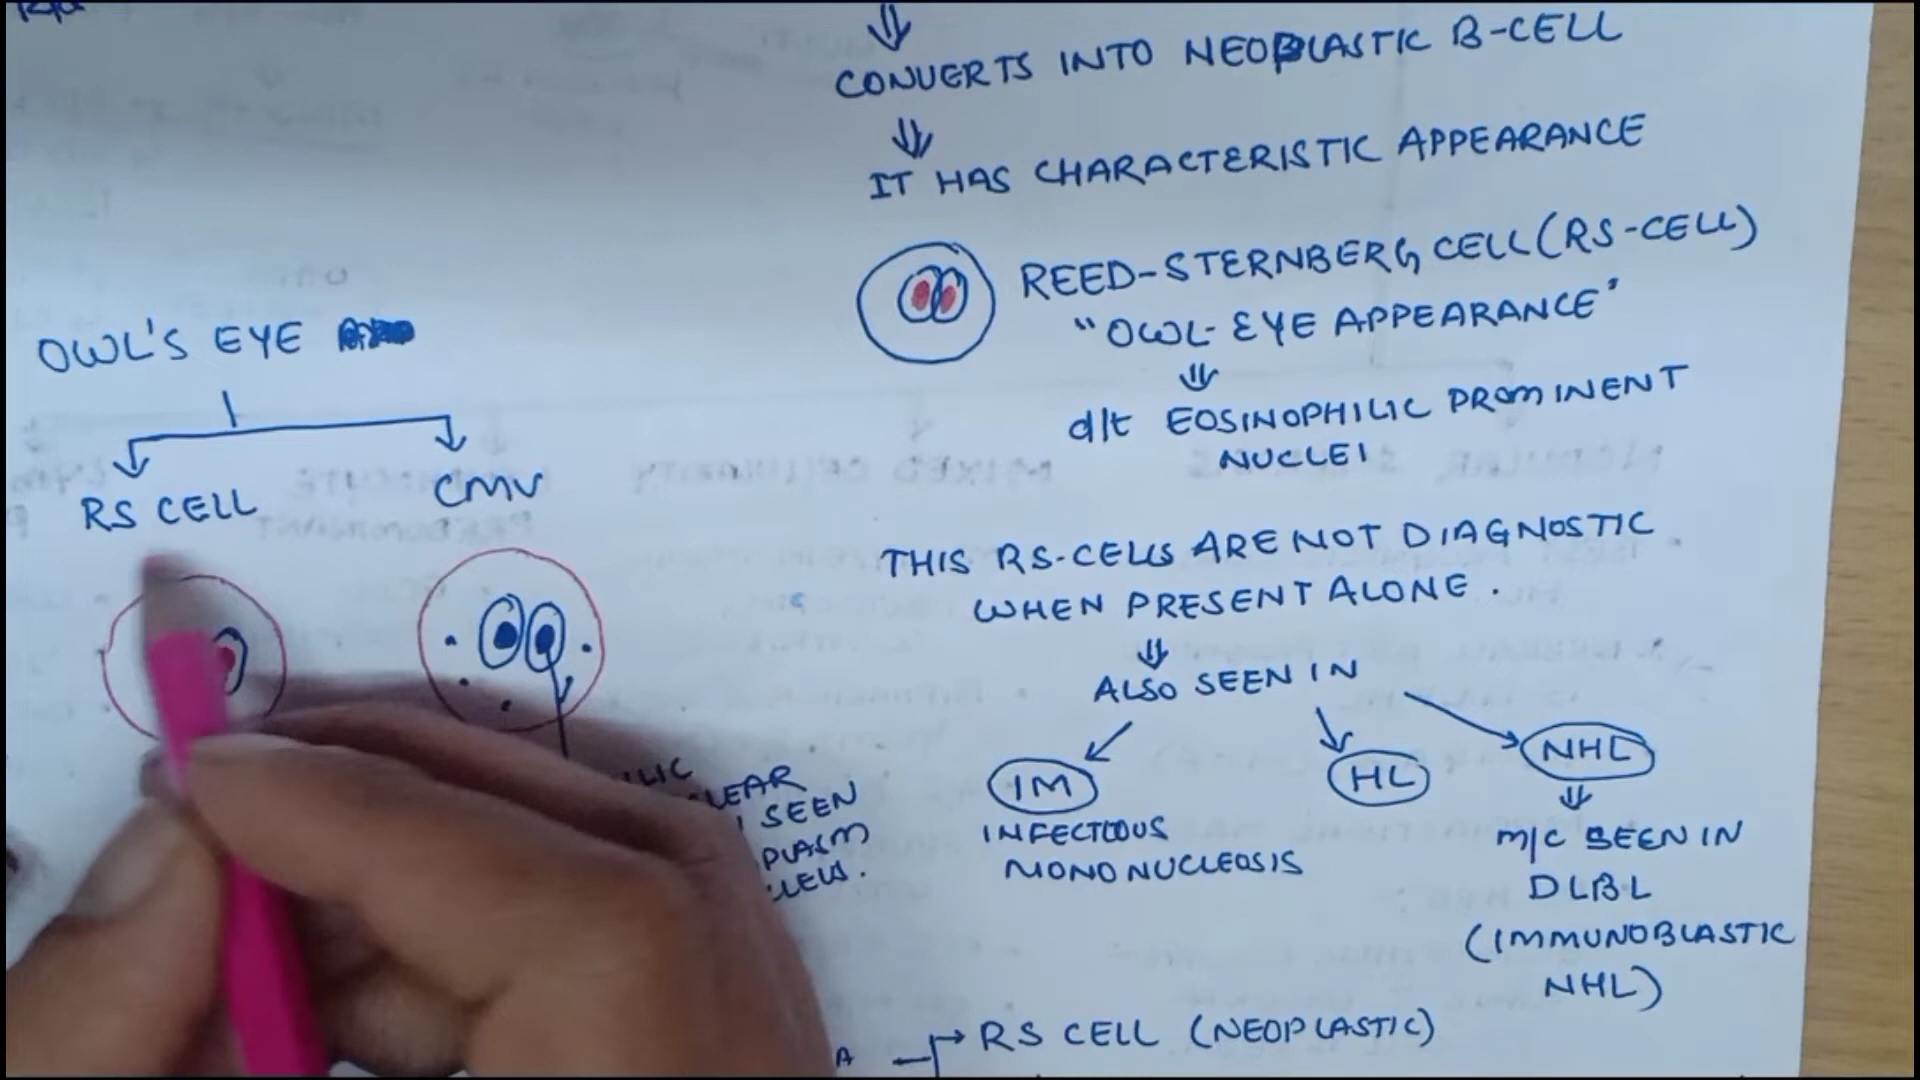 CONVERTS INTO NEOPLASTIC B-CELL
IT HAS CHARACTERISTIC APPEARANCE
REED-STERNBERG CELL (RS-CELL)
"OWL-EYE APPEARANCE"
d/t EOSINOPHILIC PROMINENT
NUCLEI
THIS RS-CELLS ARE NOT DIAGNOSTIC
WHEN PRESENT ALONE.
ALSO SEEN IN
IM
INFECTIOUS
MONONUCLEOSIS
HL
NHL
m/c SEEN IN
DLBL
(IMMUNOBLASTIC
NHL)
RS CELL (NEOPLASTIC)
OWL'S EYE
RS CELL
CMV
SEEN